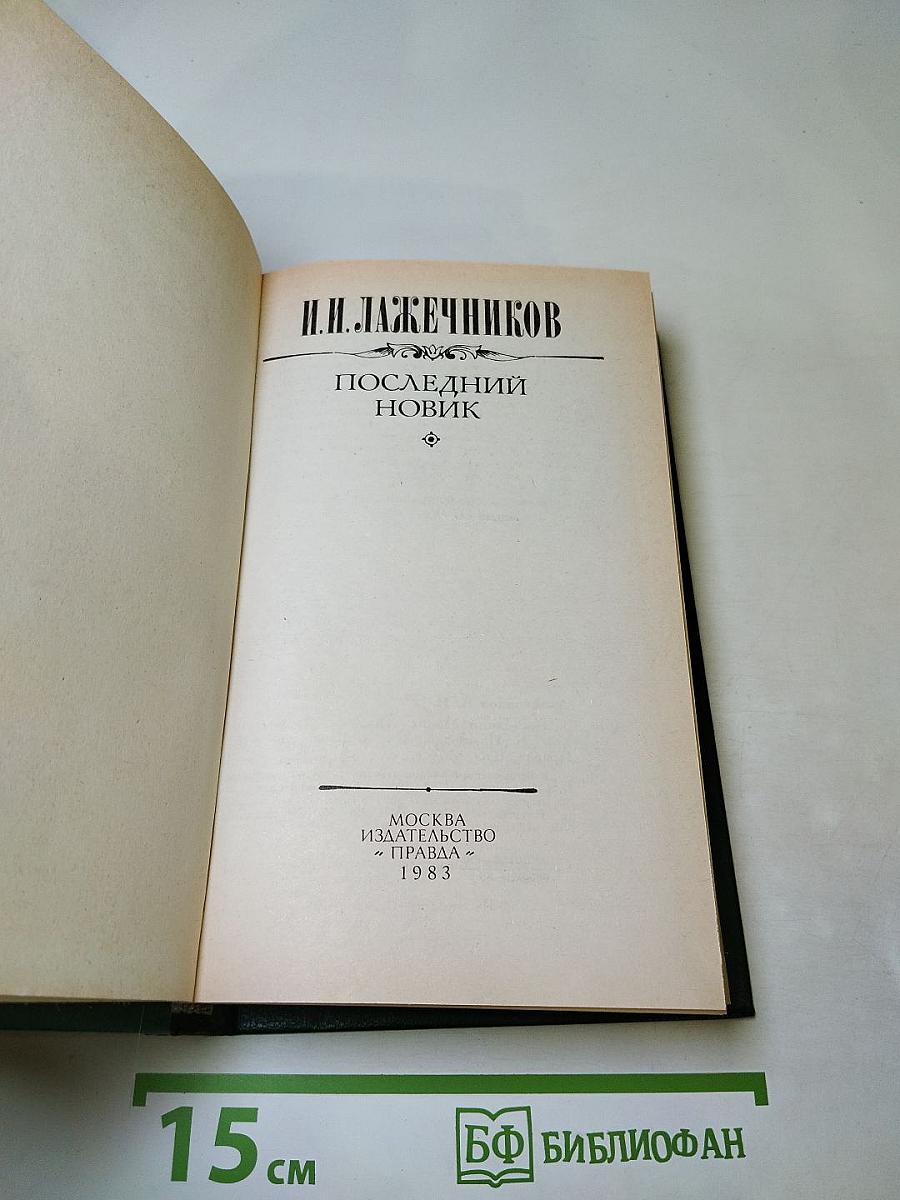 И.И.ЛАЖЕЧНИКОВ
ПОСЛЕДНИЙ
НОВИК
МОСКВА
ИЗДАТЕЛЬСТВО
„ ПРАВДА "
1983
15 см
БФ БИБЛИОФАН